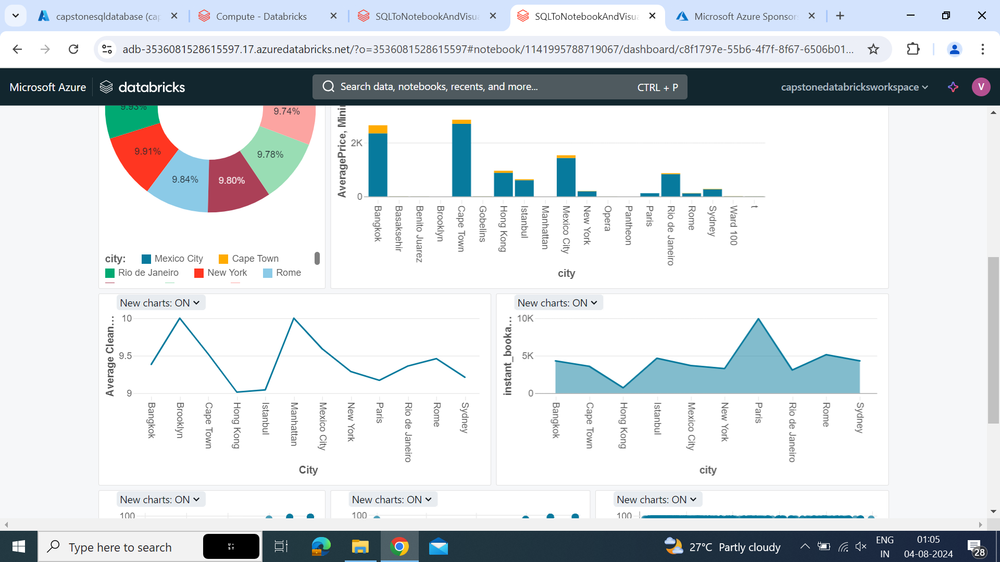 capstonesqldatabase (cap
Compute - Databricks
SQLToNotebookAndVisua
SQLToNotebookAndVisua
Microsoft Azure Sponsors
adb-3536081528615597.17.azuredatabricks.net/?o=3536081528615597#notebook/1141995788719067/dashboard/c8f1797e-55b6-4f7f-8f67-6506b01...
Microsoft Azure
databricks
Search data, notebooks, recents, and more...
CTRL + P
capstonedatabricksworkspace
V
9.93%
9.74%
9.91%
9.78%
9.84%
9.80%
city:
Mexico City
Cape Town
Rio de Janeiro
New York
Rome
AveragePrice, Mini
2K
0
Bangkok
Basaksehir
Benito Juarez
Brooklyn
Cape Town
Gobelins
Hong Kong
Istanbul
Manhattan
Mexico City
New York
Opera
Pantheon
Paris
Rio de Janeiro
Rome
Sydney
Ward 100
t
city
New charts: ON
Average Clean...
10
9.5
9
Bangkok
Brooklyn
Cape Town
Hong Kong
Istanbul
Manhattan
Mexico City
New York
Paris
Rio de Janeiro
Rome
Sydney
City
New charts: ON
instant_booka...
10K
5K
0
Bangkok
Cape Town
Hong Kong
Istanbul
Mexico City
New York
Paris
Rio de Janeiro
Rome
Sydney
city
New charts: ON
100
New charts: ON
100
New charts: ON
100
Type here to search
27°C Partly cloudy
ENG
IN
01:05
04-08-2024
28